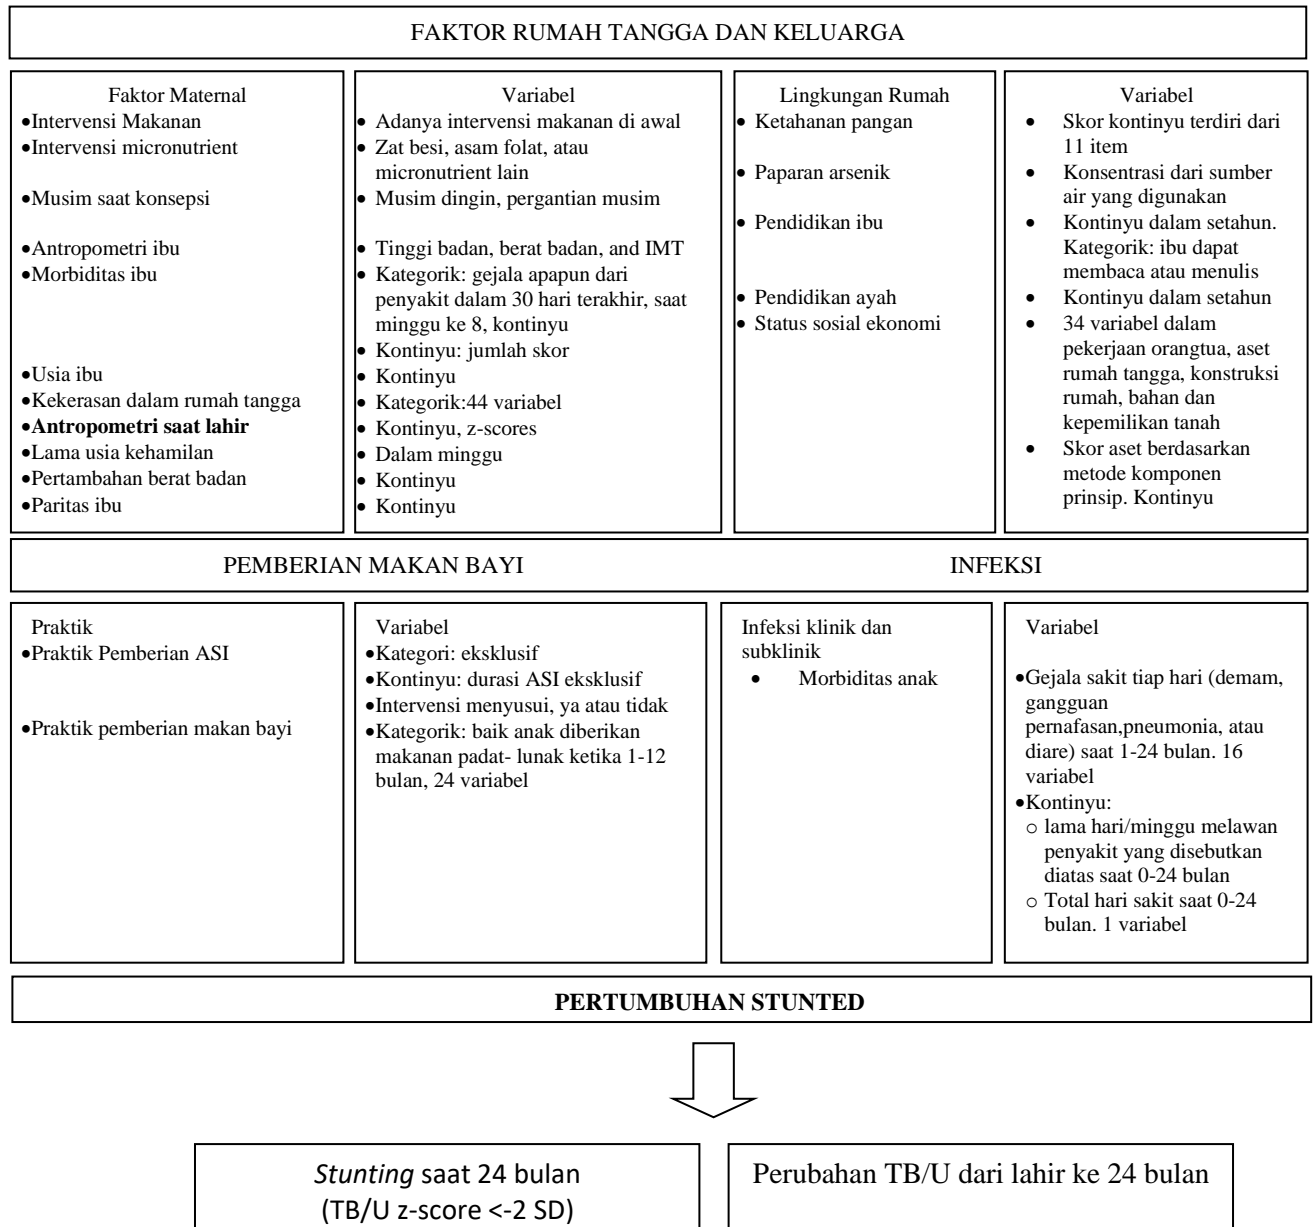 FAKTOR RUMAH TANGGA DAN KELUARGA
Faktor Maternal
•Intervensi Makanan
•Intervensi micronutrient
•Musim saat konsepsi
•Antropometri ibu
•Morbiditas ibu
•Usia ibu
•Kekerasan dalam rumah tangga
•Antropometri saat lahir
•Lama usia kehamilan
•Pertambahan berat badan
•Paritas ibu
Variabel
• Adanya intervensi makanan di awal
• Zat besi, asam folat, atau
micronutrient lain
• Musim dingin, pergantian musim
• Tinggi badan, berat badan, and IMT
• Kategorik: gejala apapun dari
penyakit dalam 30 hari terakhir, saat
minggu ke 8, kontinyu
• Kontinyu: jumlah skor
• Kontinyu
• Kategorik:44 variabel
• Kontinyu, z-scores
• Dalam minggu
• Kontinyu
• Kontinyu
Lingkungan Rumah
• Ketahanan pangan
• Paparan arsenik
• Pendidikan ibu
• Pendidikan ayah
• Status sosial ekonomi
Variabel
• Skor kontinyu terdiri dari
11 item
• Konsentrasi dari sumber
air yang digunakan
• Kontinyu dalam setahun.
Kategorik: ibu dapat
membaca atau menulis
• Kontinyu dalam setahun
• 34 variabel dalam
pekerjaan orangtua, aset
rumah tangga, konstruksi
rumah, bahan dan
kepemilikan tanah
• Skor aset berdasarkan
metode komponen
prinsip. Kontinyu
PEMBERIAN MAKAN BAYI
INFEKSI
Praktik
•Praktik Pemberian ASI
•Praktik pemberian makan bayi
Variabel
•Kategori: eksklusif
•Kontinyu: durasi ASI eksklusif
•Intervensi menyusui, ya atau tidak
•Kategorik: baik anak diberikan
makanan padat- lunak ketika 1-12
bulan, 24 variabel
Infeksi klinik dan
subklinik
• Morbiditas anak
Variabel
•Gejala sakit tiap hari (demam,
gangguan
pernafasan,pneumonia, atau
diare) saat 1-24 bulan. 16
variabel
•Kontinyu:
o lama hari/minggu melawan
penyakit yang disebutkan
diatas saat 0-24 bulan
o Total hari sakit saat 0-24
bulan. 1 variabel
PERTUMBUHAN STUNTED
Stunting saat 24 bulan
(TB/U z-score <-2 SD)
Perubahan TB/U dari lahir ke 24 bulan